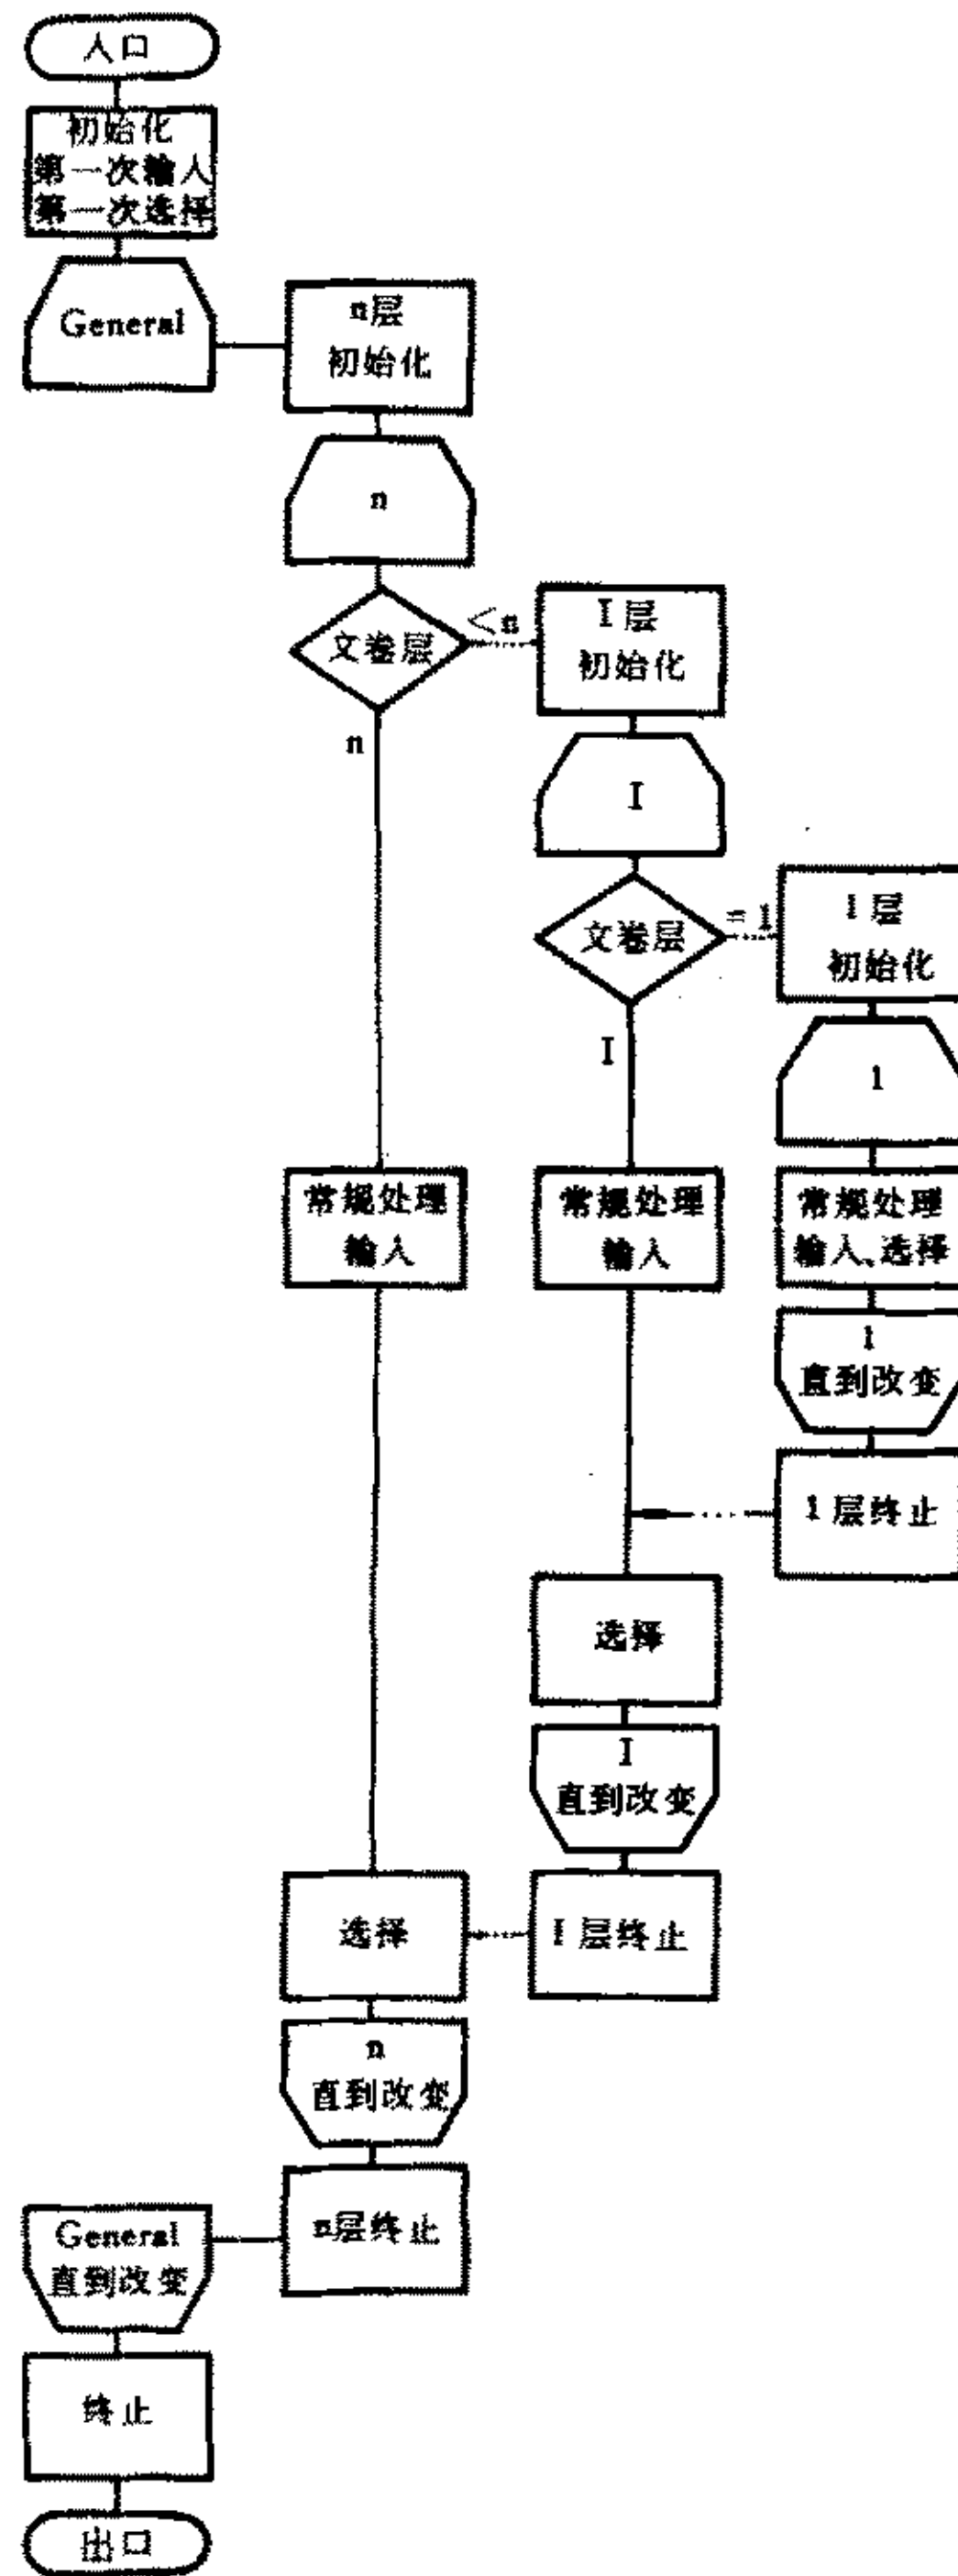 入口
初始化
第一次输入
第一次选择
General
n层
初始化
n
文卷层
<n
n
I层
初始化
I
文卷层
=1
I
1层
初始化
1
常规处理
输入
常规处理
输入
常规处理
输入、选择
1
直到改变
1层终止
选择
I
直到改变
选择
I层终止
n
直到改变
n层终止
General
直到改变
终止
出口